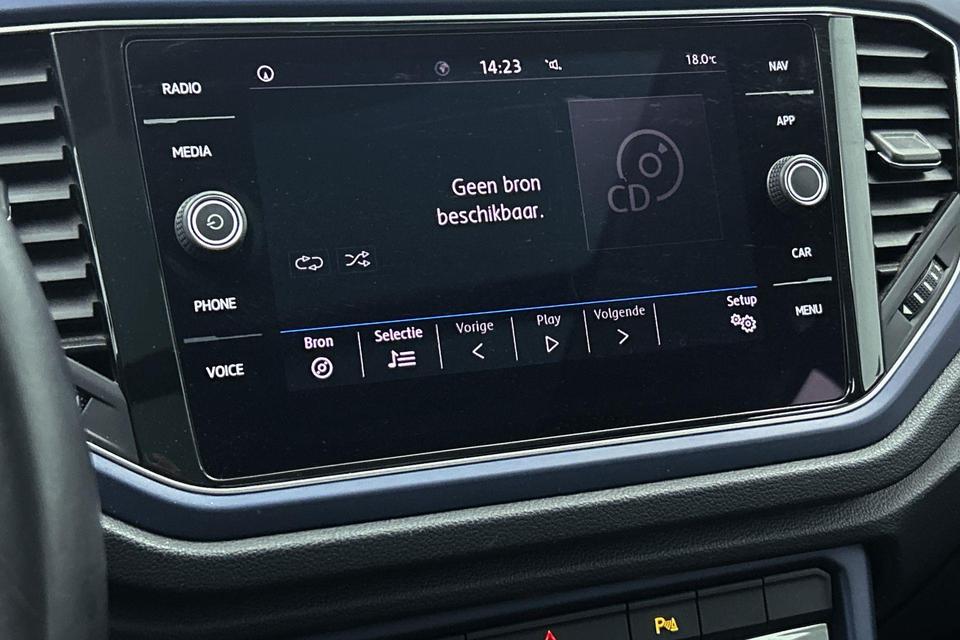 14:23
18.0°C
RADIO
MEDIA
PHONE
VOICE
NAV
APP
CAR
MENU
Geen bron
beschikbaar.
CD
Bron
Selectie
Vorige
Play
Volgende
Setup
P